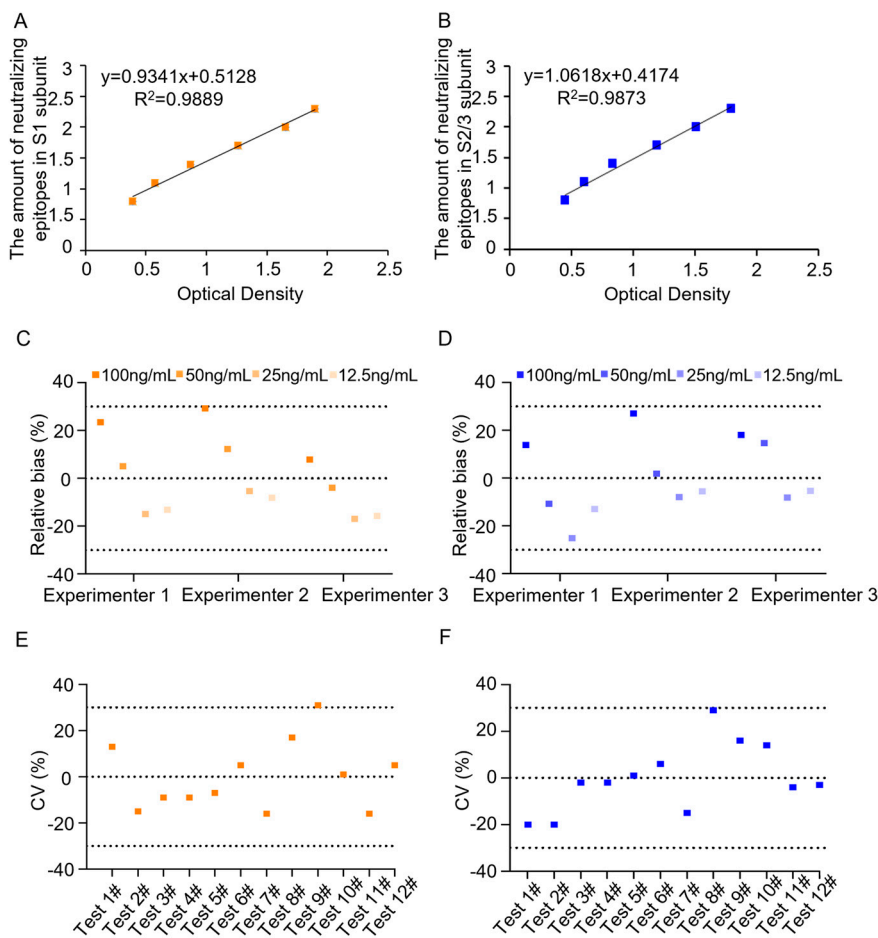 A
The amount of neutralizing
epitopes in S1 subunit
y=0.9341x+0.5128
R²=0.9889
3
2.5
2
1.5
1
1.5
0
0
0.5
1
1.5
2
2.5
Optical Density
B
The amount of neutralizing
epitopes in S2/3 subunit
y=1.0618x+0.4174
R²=0.9873
3
2.5
2
1.5
1
1.5
0
0
0.5
1
1.5
2
2.5
Optical Density
C
100ng/mL 50ng/mL 25ng/mL 12.5ng/mL
Relative bias (%)
40
20
0
-20
-40
Experimenter 1 Experimenter 2 Experimenter 3
D
100ng/mL 50ng/mL 25ng/mL 12.5ng/mL
Relative bias (%)
40
20
0
-20
-40
Experimenter 1 Experimenter 2 Experimenter 3
E
CV (%)
40
20
0
-20
-40
Test 1#
Test 2#
Test 3#
Test 4#
Test 5#
Test 6#
Test 7#
Test 8#
Test 9#
Test 10#
Test 11#
Test 12#
F
CV (%)
40
20
0
-20
-40
Test 1#
Test 2#
Test 3#
Test 4#
Test 5#
Test 6#
Test 7#
Test 8#
Test 9#
Test 10#
Test 11#
Test 12#